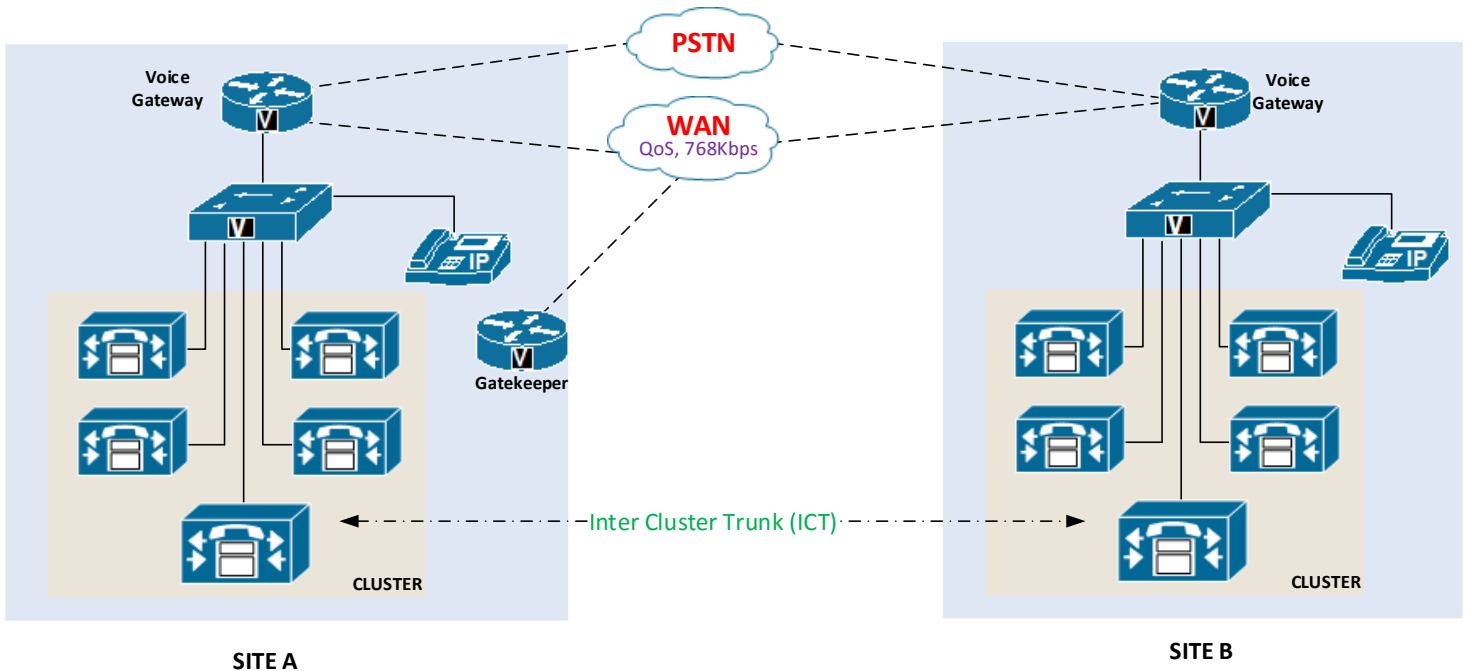 PSTN
Voice
Gateway
V
WAN
QoS, 768Kbps
Voice
Gateway
V
V
IP
V
IP
V
Gatekeeper
Inter Cluster Trunk (ICT)
CLUSTER
CLUSTER
SITE A
SITE B